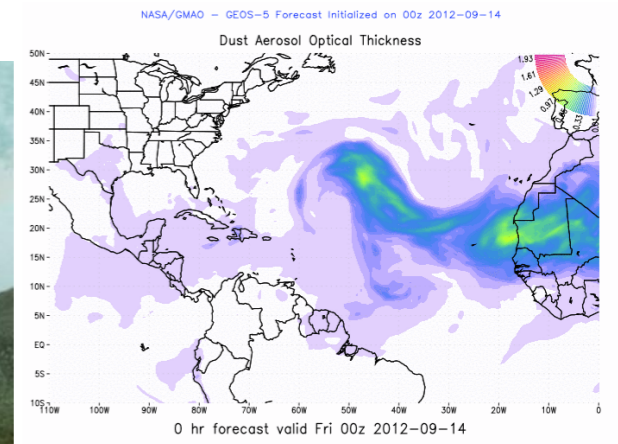 NASA/GMAO – GEOS-5 Forecast Initialized on 00z 2012-09-14
Dust Aerosol Optical Thickness
1.93
1.61
1.29
0.97
0.33
50N
45N
40N
35N
30N
25N
20N
15N
10N
5N
EQ
5S
10S
110W 100W 90W 80W 70W 60W 50W 40W 30W 20W 10W 0
0 hr forecast valid Fri 00z 2012-09-14